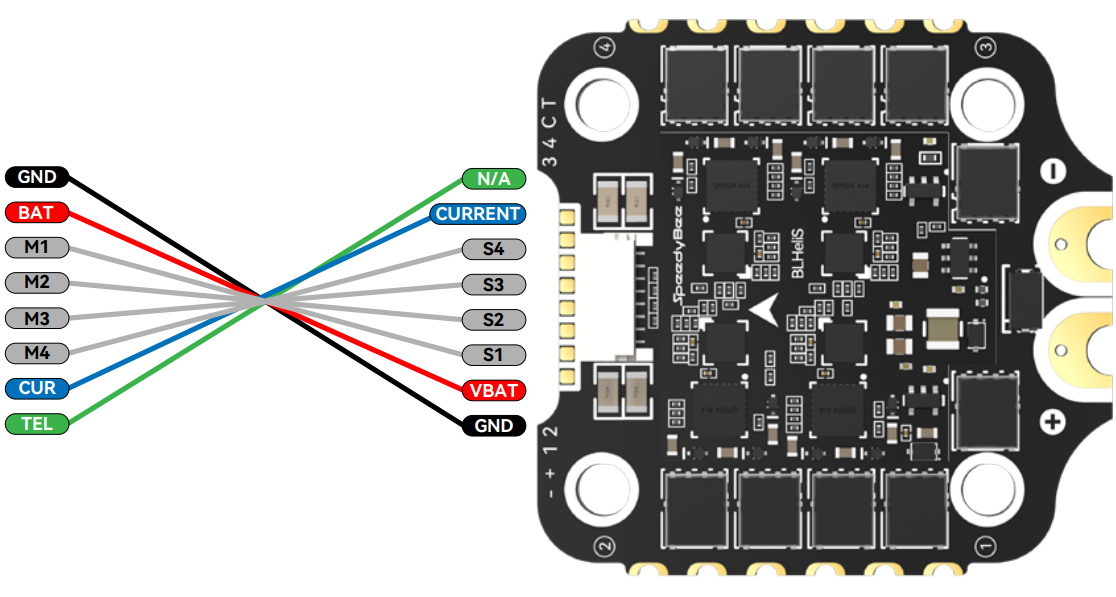 GND
BAT
M1
M2
M3
M4
CUR
TEL
N/A
CURRENT
S4
S3
S2
S1
VBAT
GND
4
3
3 4 C T
SpeedyBee
BLHeliS
- + 1 2
2
1
-
+